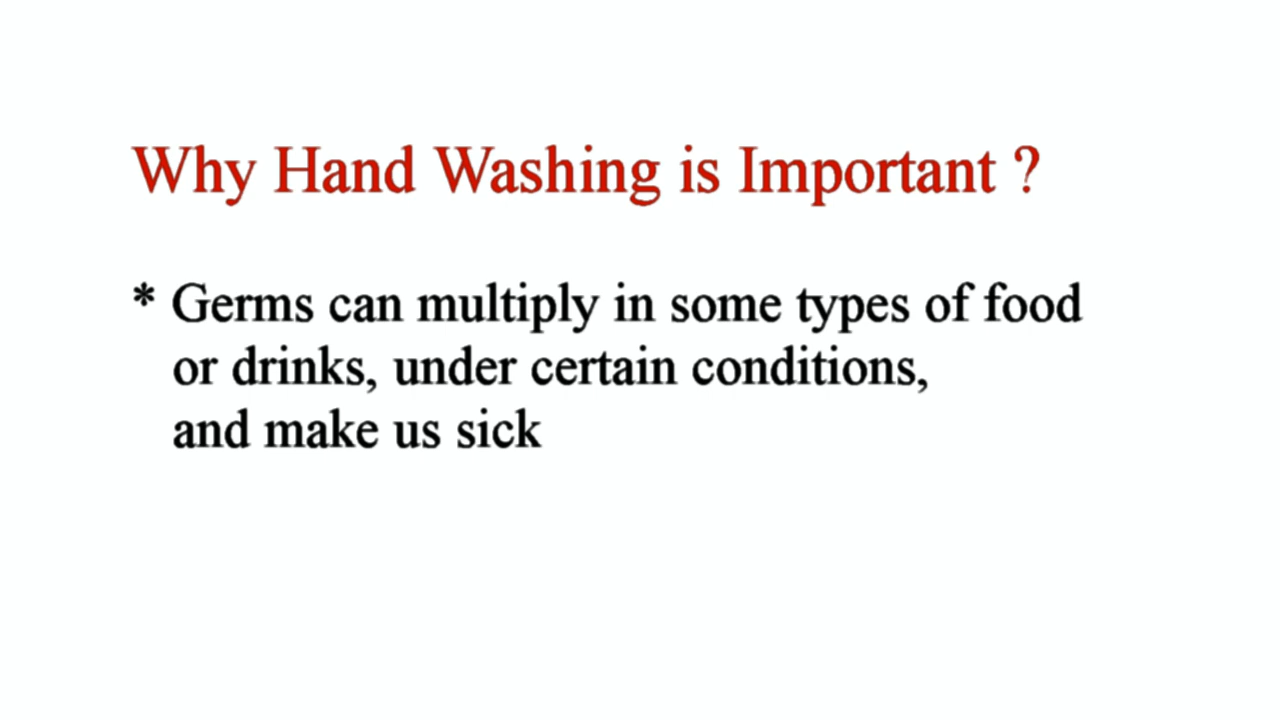 Why Hand Washing is Important ?
* Germs can multiply in some types of food
or drinks, under certain conditions,
and make us sick